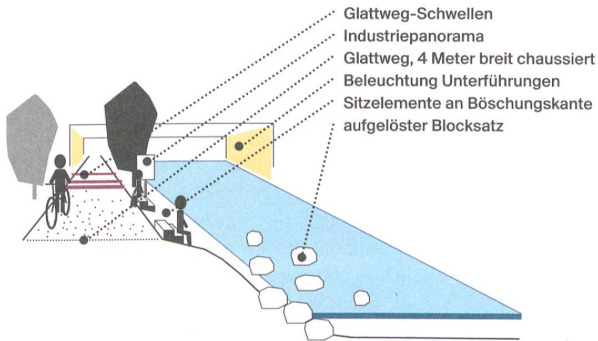 Glattweg-Schwellen
Industriepanorama
Glattweg, 4 Meter breit chaussiert
Beleuchtung Unterführungen
Sitzelemente an Böschungskante
aufgelöster Blocksatz